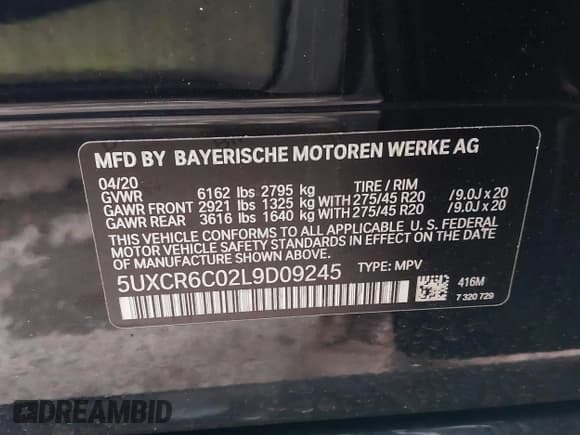 MFD BY BAYERISCHE MOTOREN WERKE AG
04/20
GVWR 6162 lbs 2795 kg TIRE / RIM
GAWR FRONT 2921 lbs 1325 kg WITH 275/45 R20 /9.0J x 20
GAWR REAR 3616 lbs 1640 kg WITH 275/45 R20 /9.0J x 20
THIS VEHICLE CONFORMS TO ALL APPLICABLE U. S. FEDERAL
MOTOR VEHICLE SAFETY STANDARDS IN EFFECT ON THE DATE
OF MANUFACTURE SHOWN ABOVE.
5UXCR6C02L9D09245 TYPE: MPV
416M
7 320 729
DREAMBID